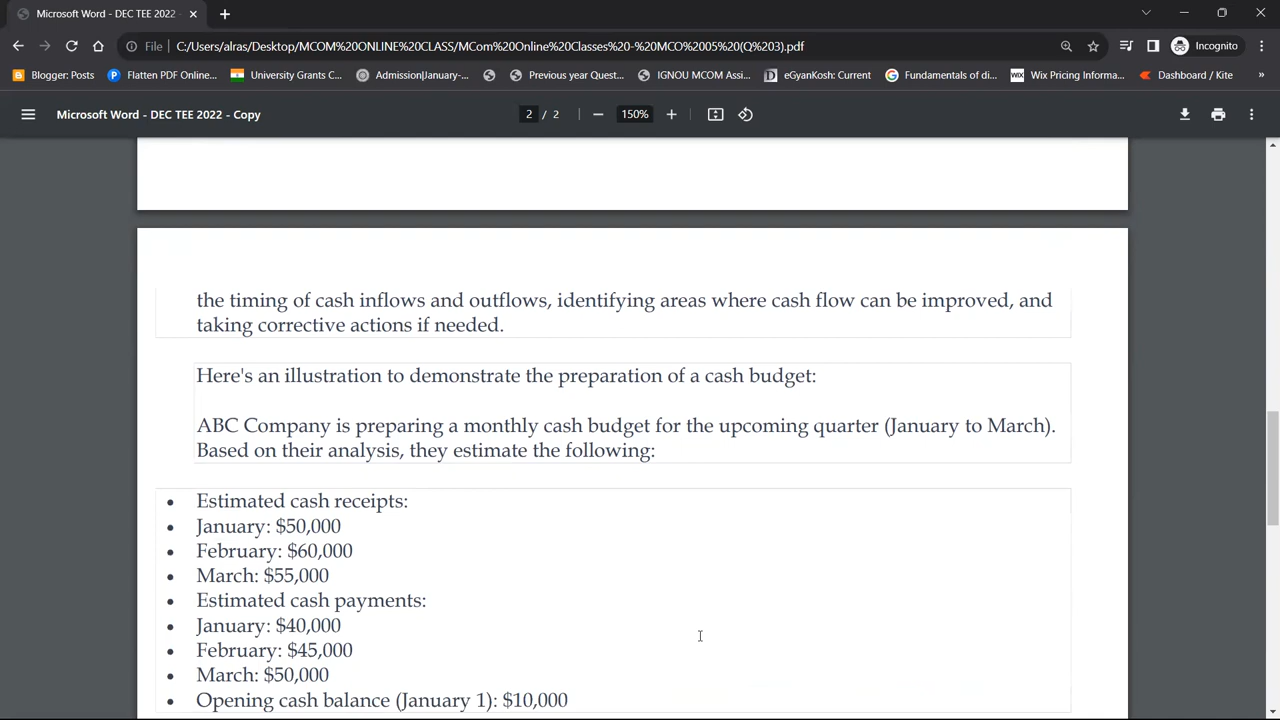 Microsoft Word - DEC TEE 2022 -
File C:/Users/alras/Desktop/MCOM%20ONLINE%20CLASS/MCOm%20Online%20Classes%20-%20MCO%2005%20(Q%203).pdf
Incognito
Blogger: Posts
Flatten PDF Online...
University Grants C...
Admission|January-...
Previous year Quest...
IGNOU MCOM Assi...
eGyanKosh: Current
Fundamentals of di...
WIX Wix Pricing Informa...
Dashboard / Kite
»
Microsoft Word - DEC TEE 2022 - Copy
2 / 2
150%
the timing of cash inflows and outflows, identifying areas where cash flow can be improved, and
taking corrective actions if needed.
Here's an illustration to demonstrate the preparation of a cash budget:
ABC Company is preparing a monthly cash budget for the upcoming quarter (January to March).
Based on their analysis, they estimate the following:
• Estimated cash receipts:
• January: $50,000
• February: $60,000
• March: $55,000
• Estimated cash payments:
• January: $40,000
• February: $45,000
• March: $50,000
• Opening cash balance (January 1): $10,000